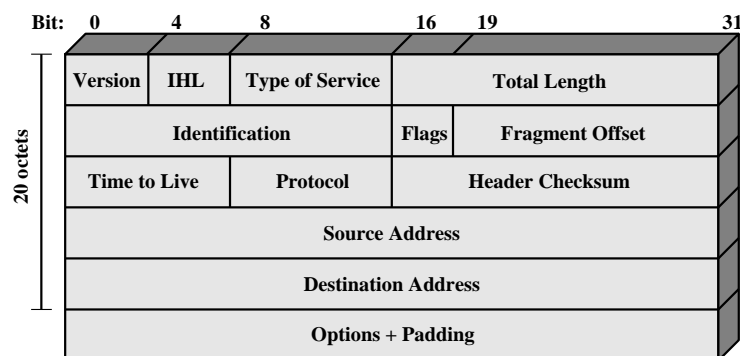 Bit: 0 4 8 16 19 31
Version IHL Type of Service Total Length
Identification Flags Fragment Offset
Time to Live Protocol Header Checksum
Source Address
Destination Address
Options + Padding
20 octets